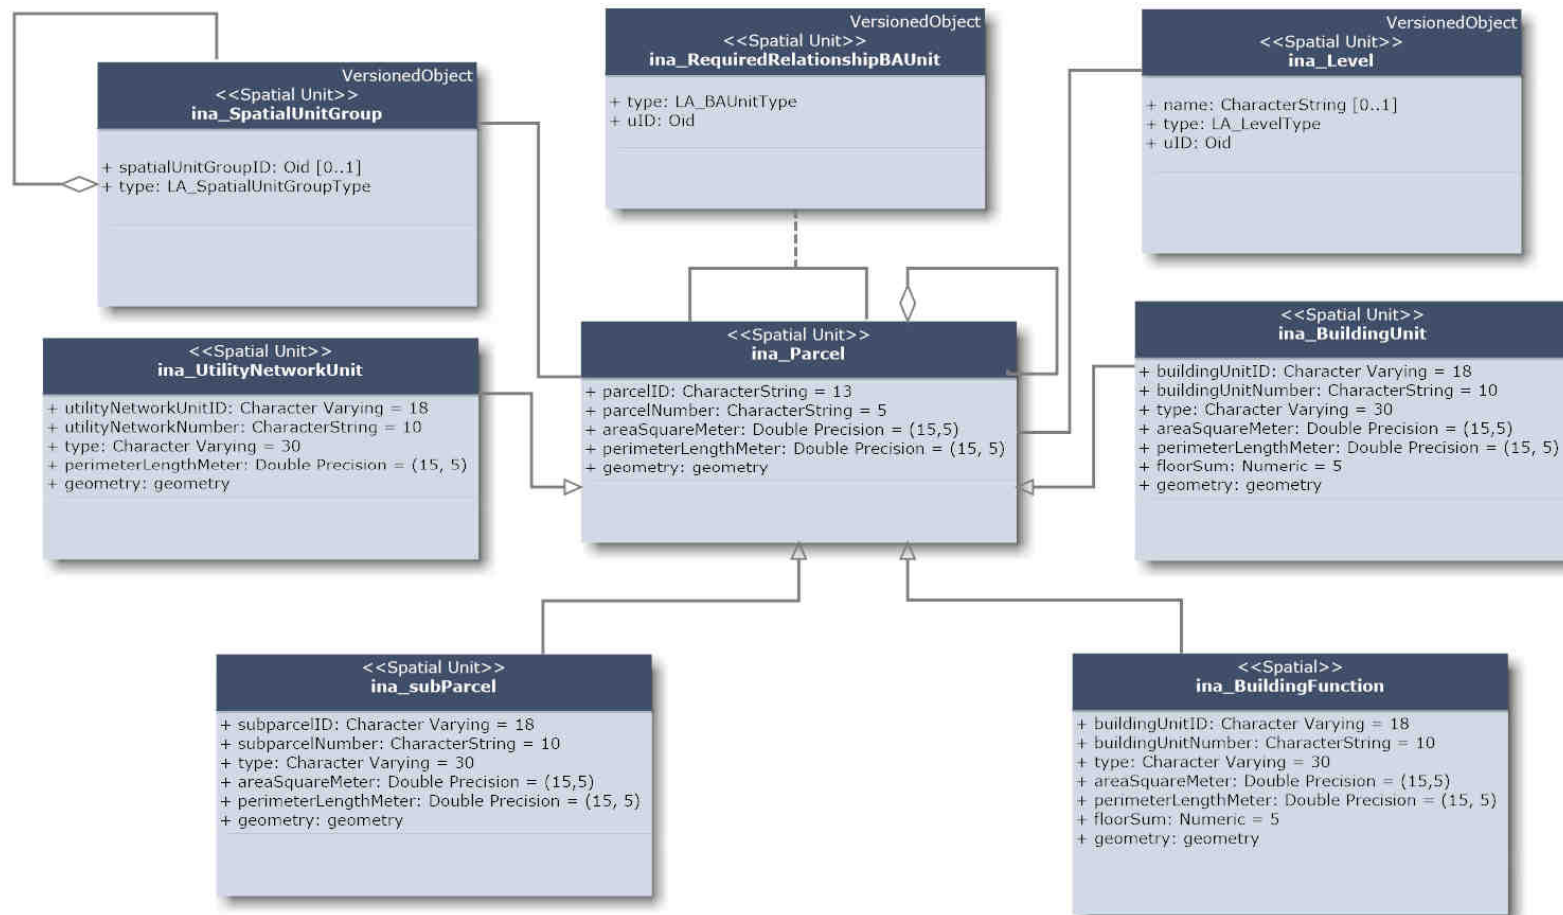 VersionedObject
<<Spatial Unit>>
ina_SpatialUnitGroup
+ spatialUnitGroupID: Oid [0..1]
+ type: LA_SpatialUnitGroupType
VersionedObject
<<Spatial Unit>>
ina_RequiredRelationshipBAUnit
+ type: LA_BAUnitType
+ uID: Oid
VersionedObject
<<Spatial Unit>>
ina_Level
+ name: CharacterString [0..1]
+ type: LA_LevelType
+ uID: Oid
<<Spatial Unit>>
ina_UtilityNetworkUnit
+ utilityNetworkUnitID: Character Varying = 18
+ utilityNetworkNumber: CharacterString = 10
+ type: Character Varying = 30
+ perimeterLengthMeter: Double Precision = (15, 5)
+ geometry: geometry
<<Spatial Unit>>
ina_Parcel
+ parcelID: CharacterString = 13
+ parcelNumber: CharacterString = 5
+ areaSquareMeter: Double Precision = (15,5)
+ perimeterLengthMeter: Double Precision = (15, 5)
+ geometry: geometry
<<Spatial Unit>>
ina_BuildingUnit
+ buildingUnitID: Character Varying = 18
+ buildingUnitNumber: CharacterString = 10
+ type: Character Varying = 30
+ areaSquareMeter: Double Precision = (15,5)
+ perimeterLengthMeter: Double Precision = (15, 5)
+ floorSum: Numeric = 5
+ geometry: geometry
<<Spatial Unit>>
ina_subParcel
+ subparcelID: Character Varying = 18
+ subparcelNumber: CharacterString = 10
+ type: Character Varying = 30
+ areaSquareMeter: Double Precision = (15,5)
+ perimeterLengthMeter: Double Precision = (15, 5)
+ geometry: geometry
<<Spatial>>
ina_BuildingFunction
+ buildingUnitID: Character Varying = 18
+ buildingUnitNumber: CharacterString = 10
+ type: Character Varying = 30
+ areaSquareMeter: Double Precision = (15,5)
+ perimeterLengthMeter: Double Precision = (15, 5)
+ floorSum: Numeric = 5
+ geometry: geometry